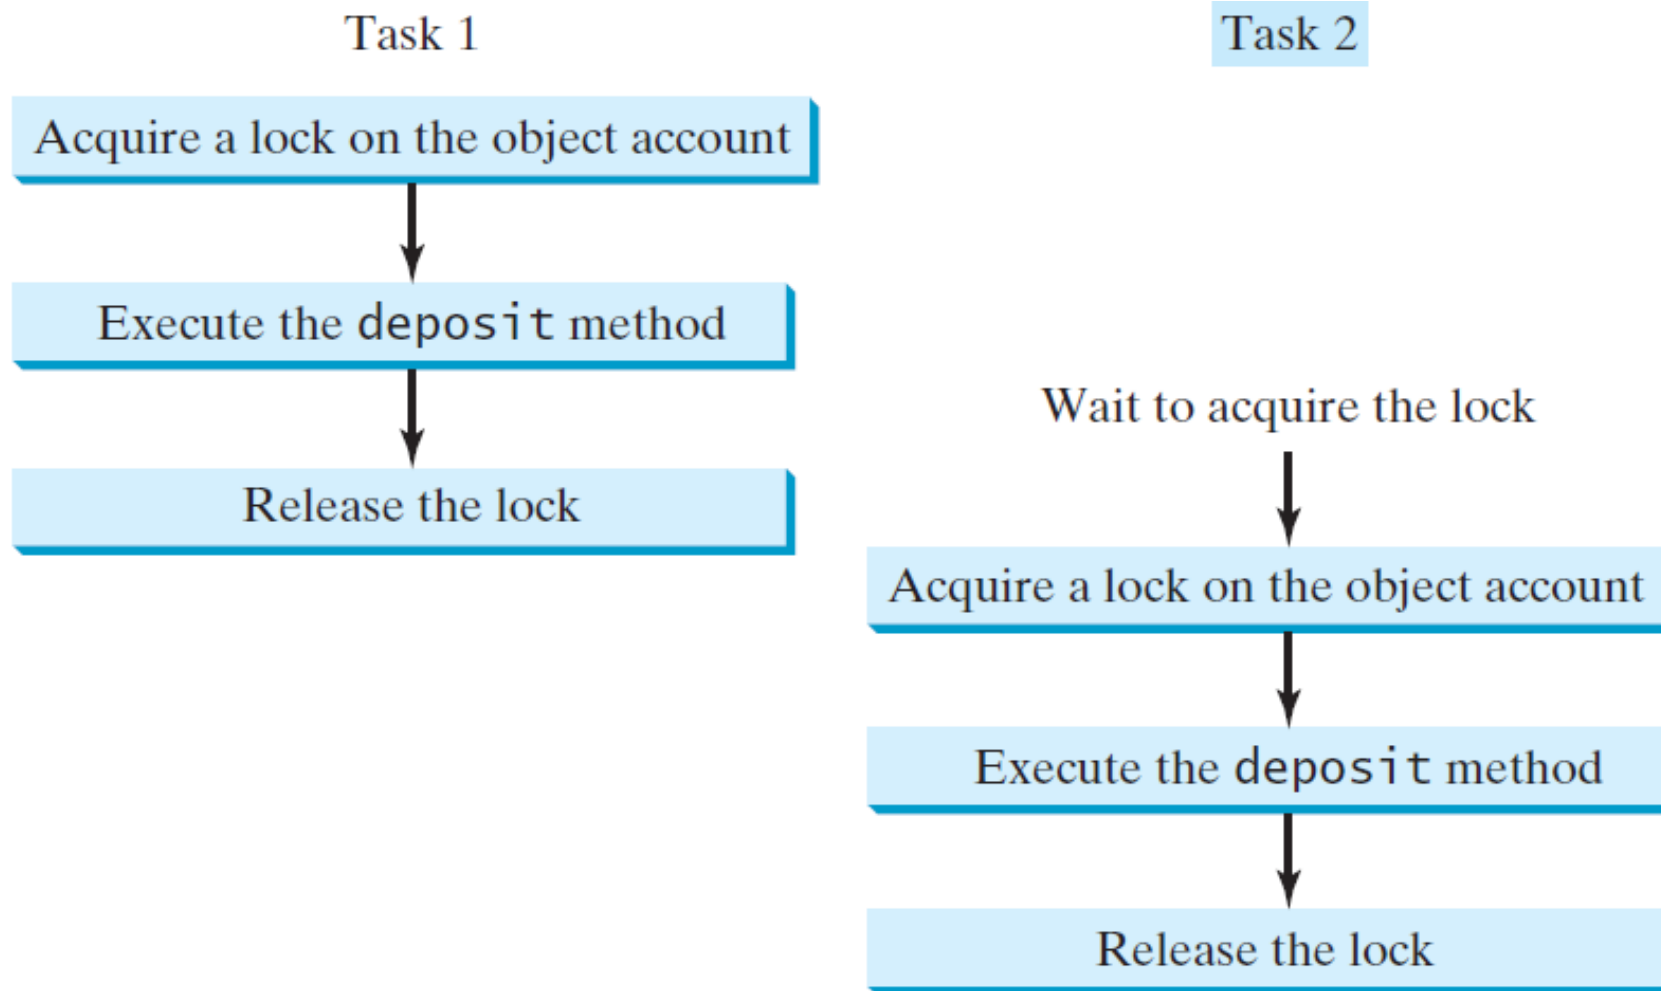 Task 1
Acquire a lock on the object account
Execute the deposit method
Release the lock
Task 2
Wait to acquire the lock
Acquire a lock on the object account
Execute the deposit method
Release the lock